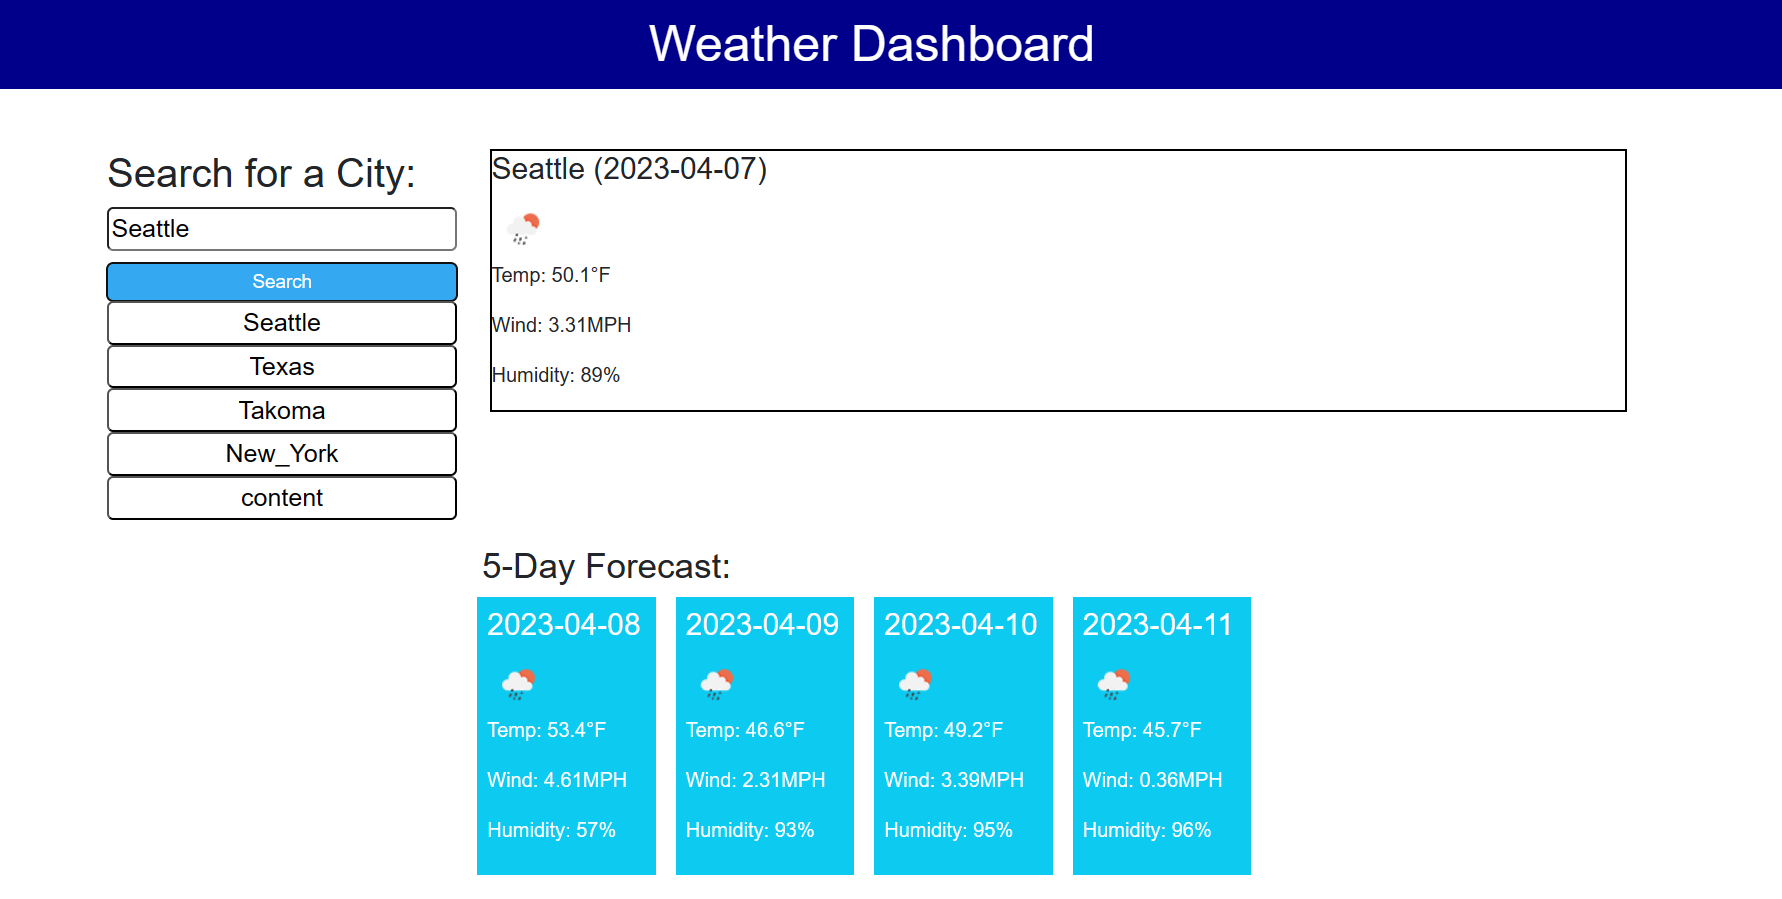 Weather Dashboard
Search for a City:
Seattle
Search
Seattle
Texas
Takoma
New_York
content
Seattle (2023-04-07)
Temp: 50.1°F
Wind: 3.31MPH
Humidity: 89%
5-Day Forecast:
2023-04-08
Temp: 53.4°F
Wind: 4.61MPH
Humidity: 57%
2023-04-09
Temp: 46.6°F
Wind: 2.31MPH
Humidity: 93%
2023-04-10
Temp: 49.2°F
Wind: 3.39MPH
Humidity: 95%
2023-04-11
Temp: 45.7°F
Wind: 0.36MPH
Humidity: 96%